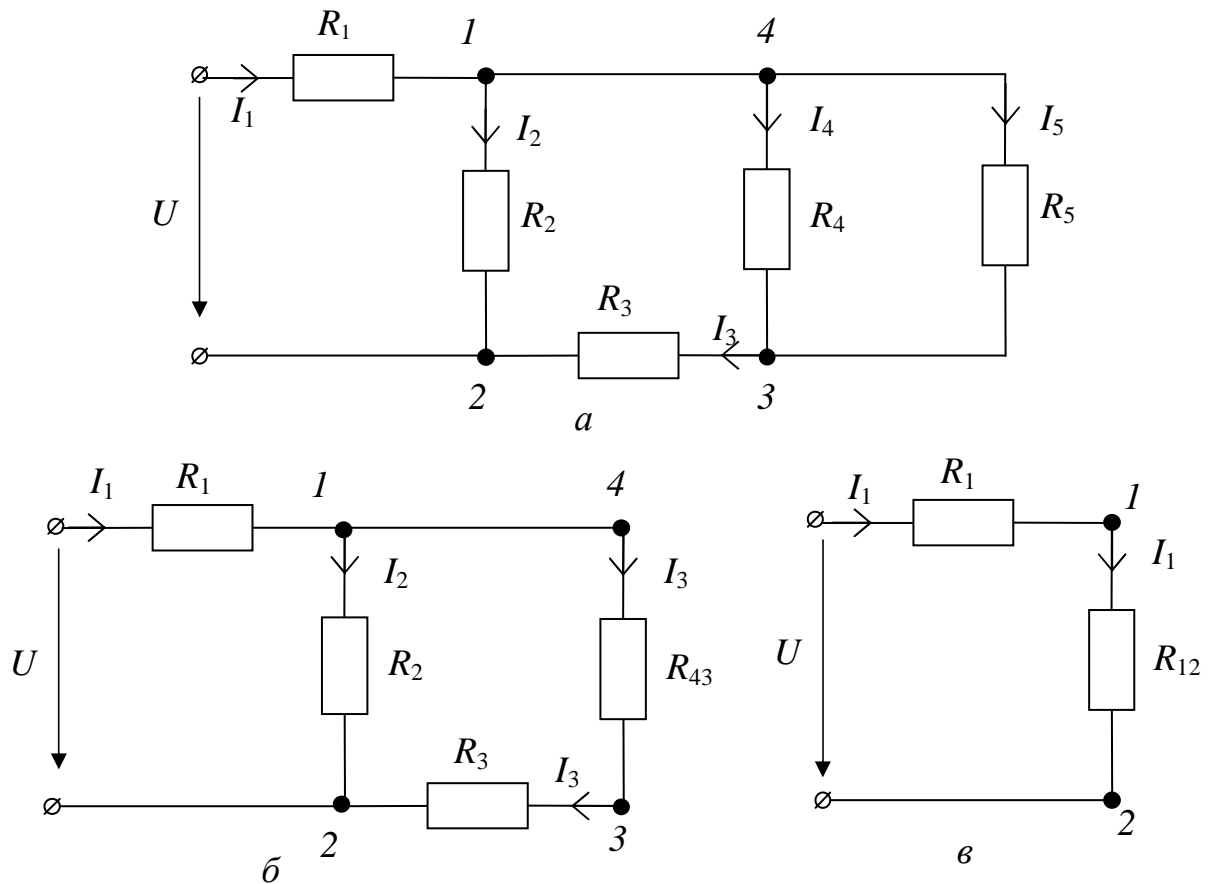 R1 1 4
I1 I2 I4 I5
U R2 R4 R5
R3 I3
2 3
а
I1 R1 1 4
I2 I3
U R2 R43
R3 I3
2 3
б
I1 R1 1
I1
U R12
2
в